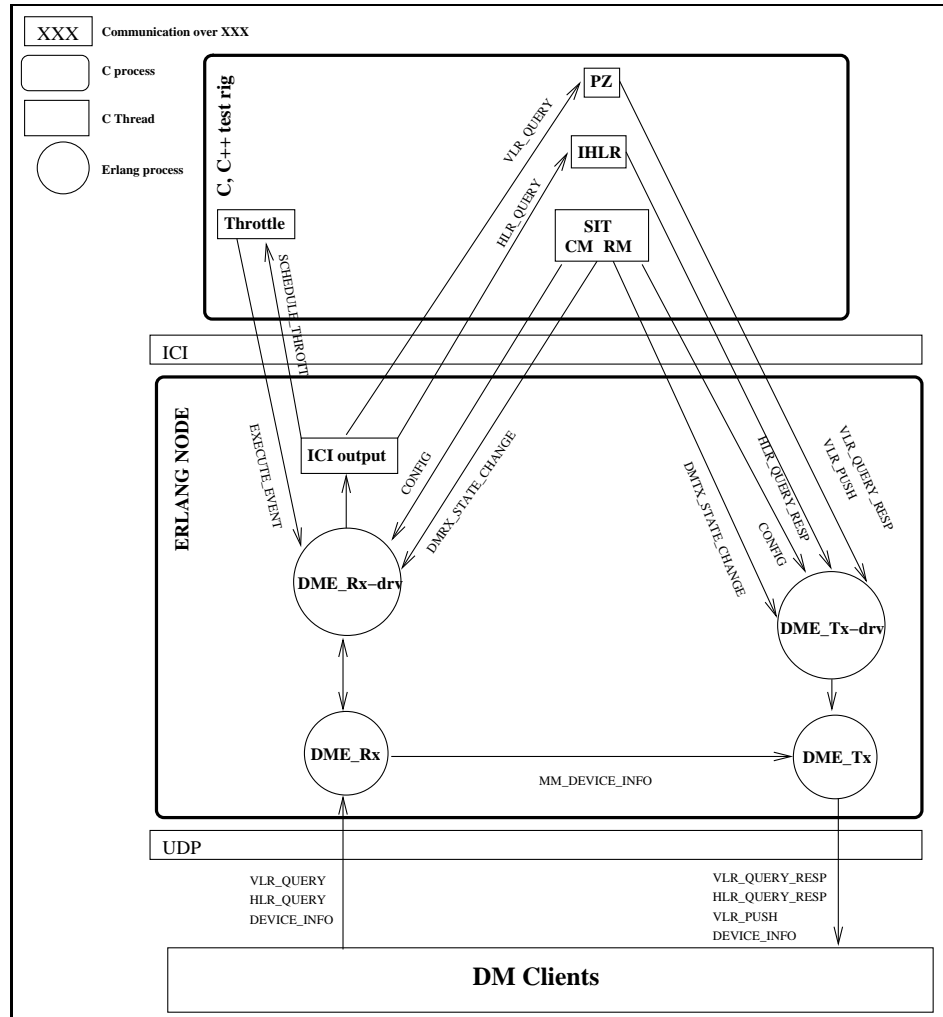 XXX
Communication over XXX
C process
C Thread
Erlang process
C, C++ test rig
PZ
IHLR
Throttle
SIT
CM RM
VLR_QUERY
HLR_QUERY
SCHEDULE_THROTT
ICI
ERLANG NODE
ICI output
EXECUTE_EVENT
CONFIG
DMRX_STATE_CHANGE
DMTX_STATE_CHANGE
HLR_QUERY_RESP
CONFIG
VLR_QUERY_RESP
VLR_PUSH
DME_Rx–drv
DME_Tx–drv
DME_Rx
DME_Tx
MM_DEVICE_INFO
UDP
VLR_QUERY
HLR_QUERY
DEVICE_INFO
VLR_QUERY_RESP
HLR_QUERY_RESP
VLR_PUSH
DEVICE_INFO
DM Clients